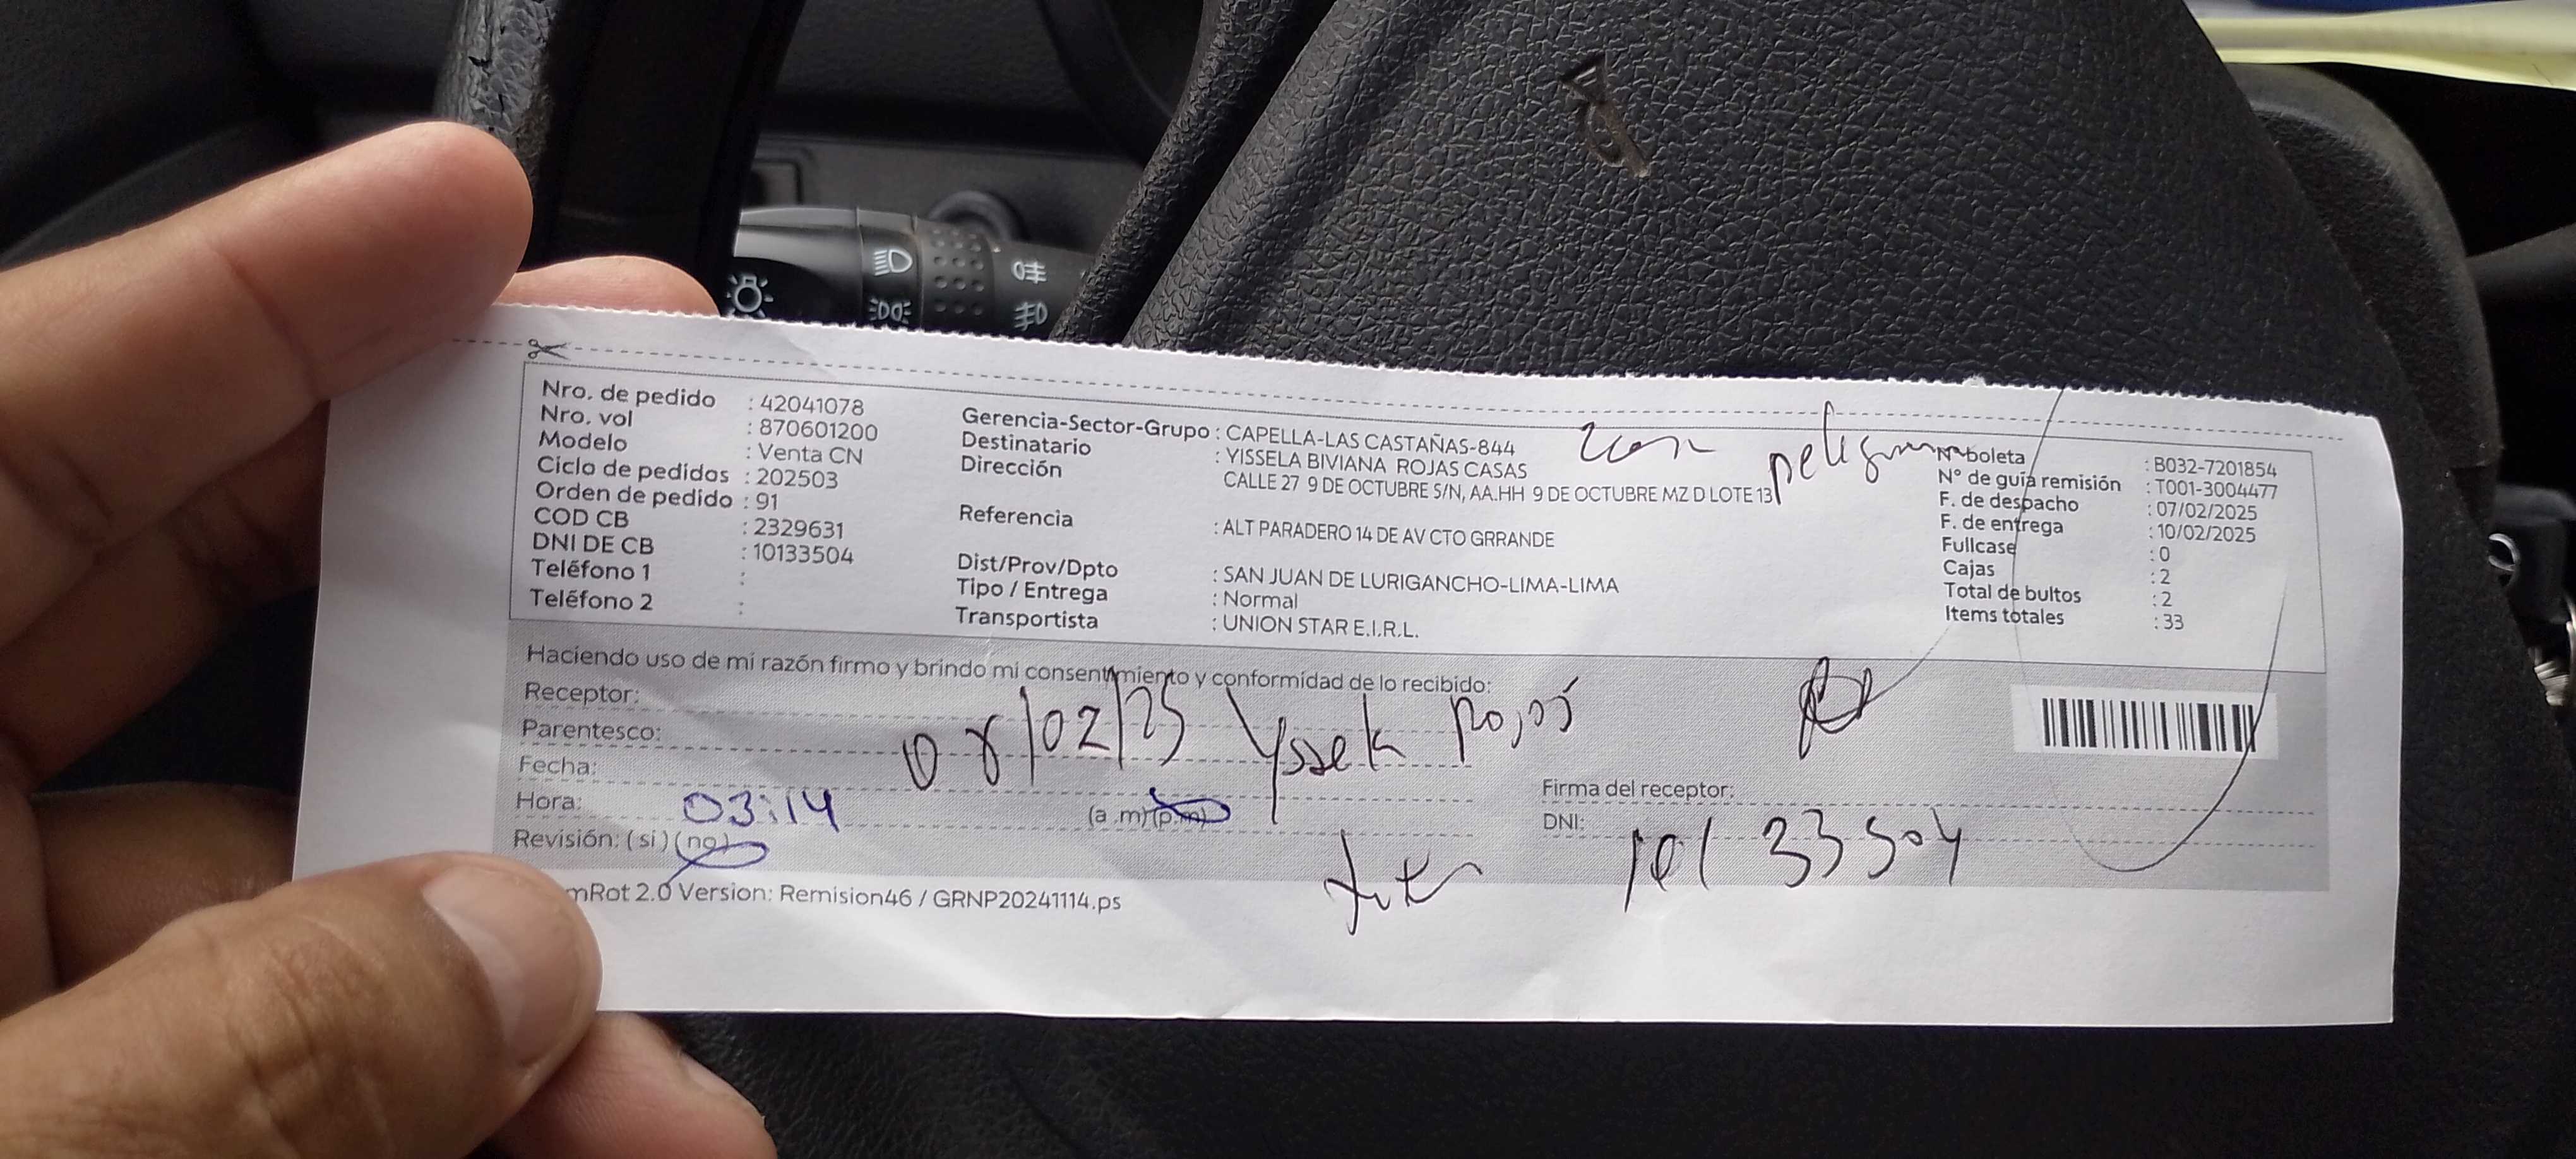 Nro. de pedido : 42041078
Nro. vol : 870601200
Modelo : Venta CN
Ciclo de pedidos : 202503
Orden de pedido : 91
COD CB : 2329631
DNI DE CB : 10133504
Teléfono 1 :
Teléfono 2 :
Gerencia-Sector-Grupo : CAPELLA-LAS CASTAÑAS-844
Destinatario : YISSELA BIVIANA ROJAS CASAS
Dirección CALLE 27 9 DE OCTUBRE S/N, AA.HH 9 DE OCTUBRE MZ D LOTE 13
Referencia : ALT PARADERO 14 DE AV CTO GRRANDE
Dist/Prov/Dpto : SAN JUAN DE LURIGANCHO-LIMA-LIMA
Tipo / Entrega : Normal
Transportista : UNION STAR E.I.R.L.
boleta : B032-7201854
N° de guía remisión : T001-3004477
F. de despacho : 07/02/2025
F. de entrega : 10/02/2025
Fullcase : 0
Cajas : 2
Total de bultos : 2
Items totales : 33
Haciendo uso de mi razón firmo y brindo mi consentimiento y conformidad de lo recibido:
Receptor:
Parentesco:
08/02/25 Rojas
Fecha:
Hora: 03:14 (a.m)(p.m)
Revisión: (si) (no)
Firma del receptor:
DNI: 10133504
mRot 2.0 Version: Remision46 / GRNP20241114.ps